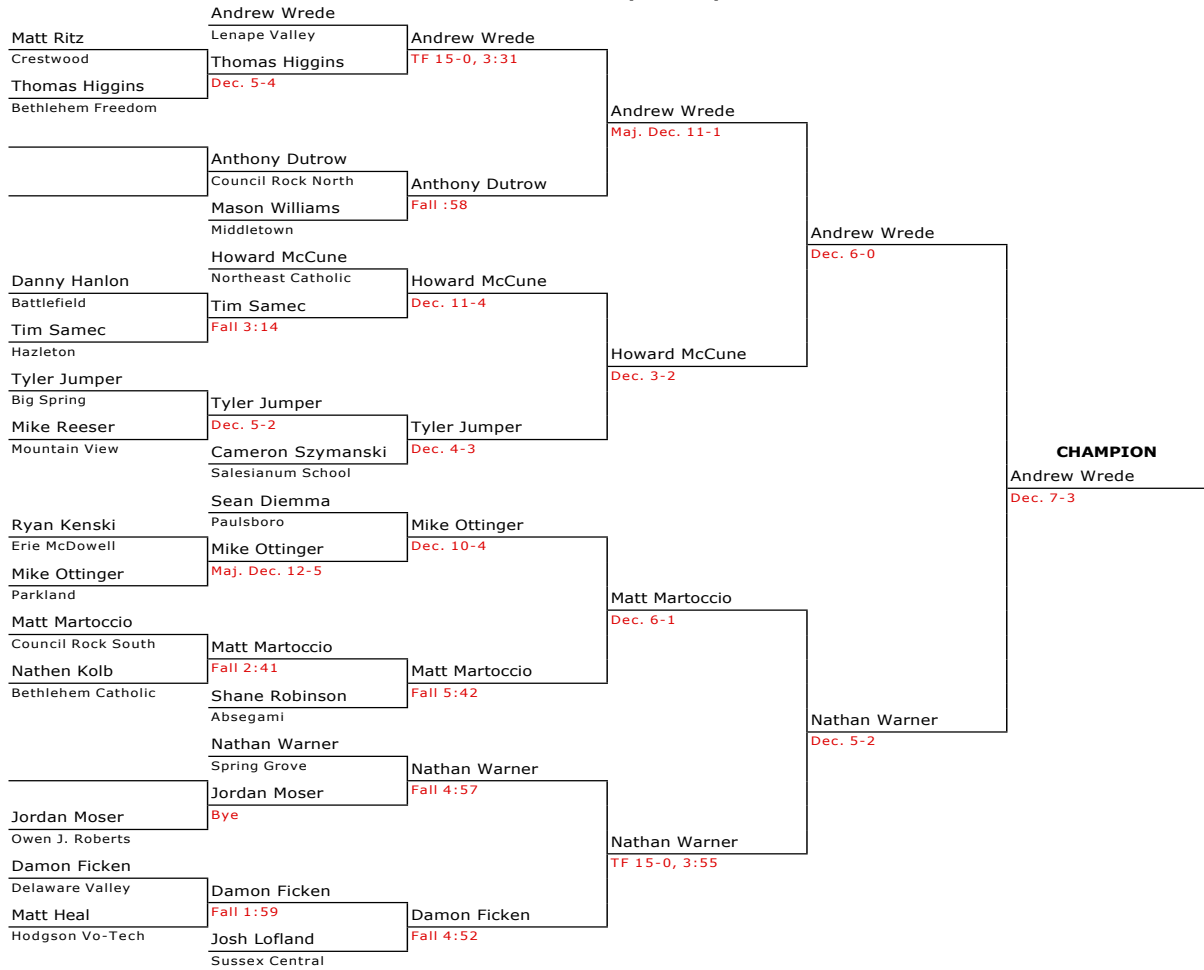 Andrew Wrede
Matt Ritz
Lenape Valley
Andrew Wrede
Crestwood
Thomas Higgins
TF 15-0, 3:31
Thomas Higgins
Dec. 5-4
Bethlehem Freedom
Andrew Wrede
Maj. Dec. 11-1
Anthony Dutrow
Council Rock North
Anthony Dutrow
Mason Williams
Fall :58
Middletown
Andrew Wrede
Dec. 6-0
Howard McCune
Danny Hanlon
Northeast Catholic
Howard McCune
Battlefield
Tim Samec
Dec. 11-4
Tim Samec
Fall 3:14
Hazleton
Howard McCune
Dec. 3-2
Tyler Jumper
Big Spring
Tyler Jumper
Mike Reeser
Dec. 5-2
Tyler Jumper
Mountain View
Cameron Szymanski
Dec. 4-3
Salesianum School
CHAMPION
Andrew Wrede
Dec. 7-3
Sean Diemma
Ryan Kenski
Paulsboro
Mike Ottinger
Erie McDowell
Mike Ottinger
Dec. 10-4
Mike Ottinger
Maj. Dec. 12-5
Parkland
Matt Martoccio
Dec. 6-1
Matt Martoccio
Council Rock South
Matt Martoccio
Nathen Kolb
Fall 2:41
Matt Martoccio
Bethlehem Catholic
Shane Robinson
Fall 5:42
Absegami
Nathan Warner
Dec. 5-2
Nathan Warner
Spring Grove
Nathan Warner
Jordan Moser
Fall 4:57
Jordan Moser
Bye
Owen J. Roberts
Nathan Warner
TF 15-0, 3:55
Damon Ficken
Delaware Valley
Damon Ficken
Matt Heal
Fall 1:59
Damon Ficken
Hodgson Vo-Tech
Josh Lofland
Fall 4:52
Sussex Central